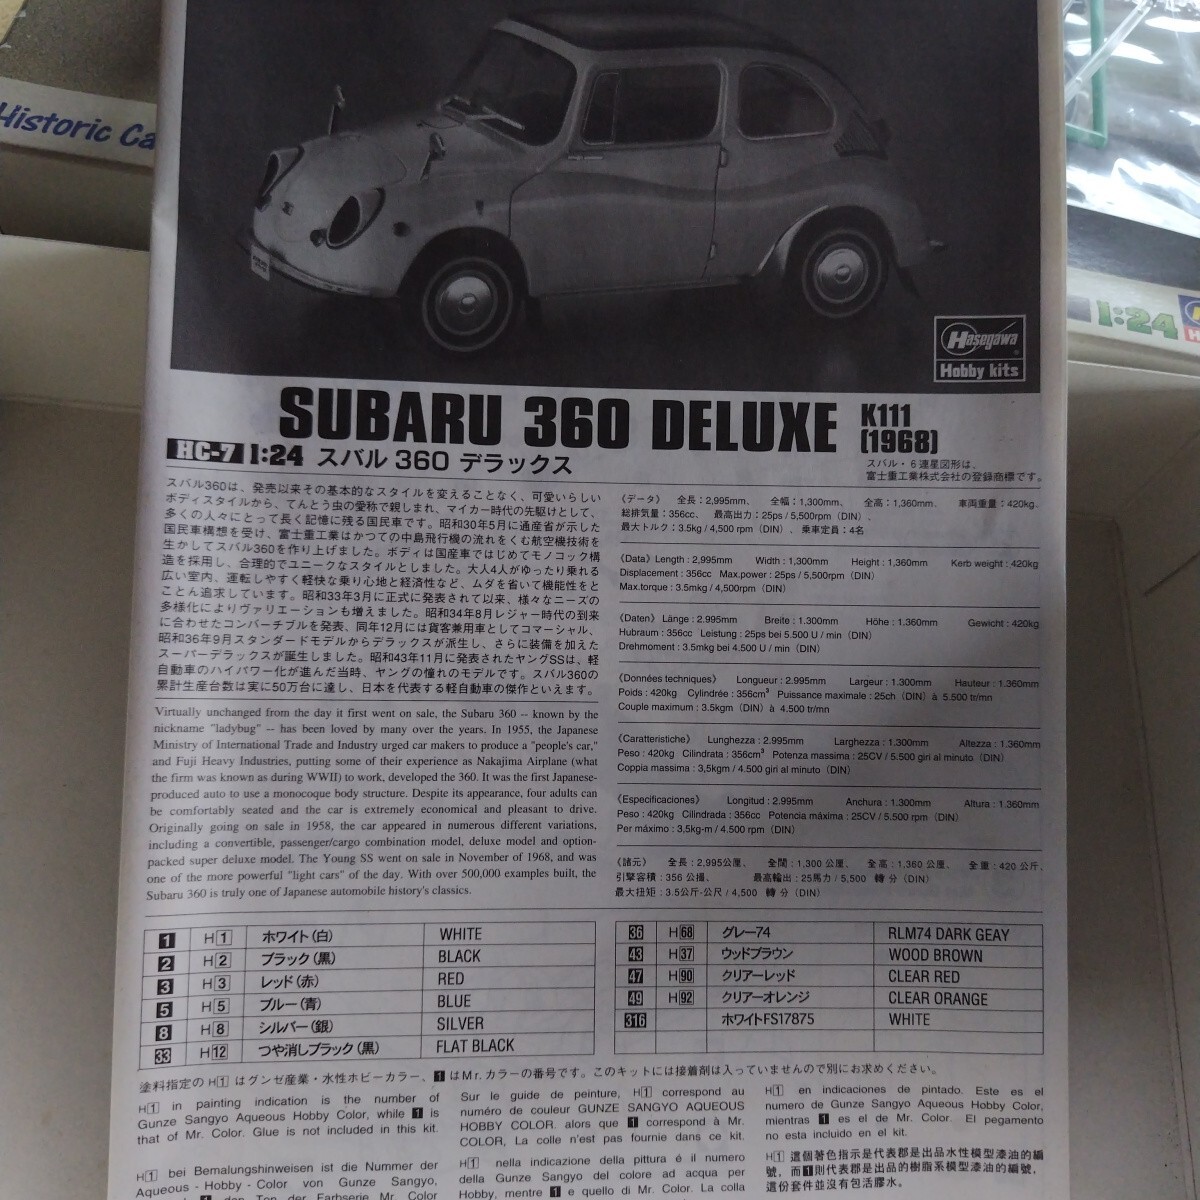 Historic Ca
1:24
Hasegawa
Hobby kits
SUBARU 360 DELUXE K111
(1968)
HC-7 1:24 スバル 360 デラックス
スバル・6連星図形は、
富士重工業株式会社の登録商標です。
スバル360は、発売以来その基本的なスタイルを変えることなく、可愛いらしい
ボディスタイルから、てんとう虫の愛称で親しまれ、マイカー時代の先駆けとして、
多くの人々にとって長く記憶に残る国民車です。昭和30年5月に通産省が示した
国民車構想を受け、富士重工業はかつての中島飛行機の流れをくむ航空機技術を
生かしてスバル360を作り上げました。ボディは国産車ではじめてモノコック構
造を採用し、合理的でユニークなスタイルとしました。大人4人がゆったり乗れる
広い室内、運転しやすく軽快な乗り心地と経済性など、ムダを省いて機能性をと
ことん追求しています。昭和33年3月に正式に発表されて以来、様々なニーズの
多様化によりヴァリエーションも増えました。昭和34年8月レジャー時代の到来
に合わせたコンバーチブルを発表、同年12月には貨客兼用車としてコマーシャル、
昭和36年9月スタンダードモデルからデラックスが派生し、さらに装備を加えた
スーパーデラックスが誕生しました。昭和43年11月に発表されたヤングSSは、軽
自動車のハイパワー化が進んだ当時、ヤングの憧れのモデルです。スバル360の
累計生産台数は実に50万台に達し、日本を代表する軽自動車の傑作といえます。
Virtually unchanged from the day it first went on sale, the Subaru 360 -- known by the
nickname "ladybug" -- has been loved by many over the years. In 1955, the Japanese
Ministry of International Trade and Industry urged car makers to produce a "people's car,"
and Fuji Heavy Industries, putting some of their experience as Nakajima Airplane (what
the firm was known as during WWII) to work, developed the 360. It was the first Japanese-
produced auto to use a monocoque body structure. Despite its appearance, four adults can
be comfortably seated and the car is extremely economical and pleasant to drive.
Originally going on sale in 1958, the car appeared in numerous different variations,
including a convertible, passenger/cargo combination model, deluxe model and option-
packed super deluxe model. The Young SS went on sale in November of 1968, and was
one of the more powerful "light cars" of the day. With over 500,000 examples built, the
Subaru 360 is truly one of Japanese automobile history's classics.
《データ》 全長：2,995mm、 全幅：1,300mm、 全高：1,360mm、 車両重量：420kg、
総排気量：356cc、 最高出力：25ps / 5,500rpm（DIN）、
最大トルク：3.5kg / 4,500 rpm（DIN）、 乗車定員：4名
《Data》 Length : 2,995mm Width : 1,300mm Height : 1,360mm Kerb weight : 420kg
Displacement : 356cc Max.power : 25ps / 5,500rpm（DIN）
Max.torque : 3.5mkg / 4,500rpm（DIN）
《Daten》 Länge : 2.995mm Breite : 1.300mm Höhe : 1.360mm Gewicht : 420kg
Hubraum : 356cc Leistung : 25ps bei 5.500 U / min（DIN）
Drehmoment : 3.5mkg bei 4.500 U / min（DIN）
《Données techniques》 Longueur : 2.995mm Largeur : 1.300mm Hauteur : 1.360mm
Poids : 420kg Cylindrée : 356cm³ Puissance maximale : 25ch（DIN）à 5.500 tr/mn
Couple maximum : 3.5kgm（DIN）à 4.500 tr/mn
《Caratteristiche》 Lunghezza : 2.995mm Larghezza : 1.300mm Altezza : 1.360mm
Peso : 420kg Cilindrata : 356cm³ Potenza massima : 25CV / 5.500 giri al minuto（DIN）
Coppia massima : 3,5kgm / 4.500 giri al minuto（DIN）
《Especificaciones》 Longitud : 2.995mm Anchura : 1.300mm Altura : 1.360mm
Peso : 420kg Cilindrada : 356cc Potencia máxima : 25CV / 5.500 rpm（DIN）
Per máximo : 3,5kg-m / 4.500 rpm（DIN）
《諸元》 全長：2,995公厘、 全闊：1,300 公厘、 全高：1,360 公厘、 全重：420 公斤、
引擎容積：356 公撮、 最高輸出：25馬力 / 5,500 轉分（DIN）
最大扭矩：3.5公斤-公尺 / 4,500 轉分（DIN）
1 H1 ホワイト（白） WHITE
2 H2 ブラック（黒） BLACK
3 H3 レッド（赤） RED
5 H5 ブルー（青） BLUE
8 H8 シルバー（銀） SILVER
33 H12 つや消しブラック（黒） FLAT BLACK
36 H68 グレー74 RLM74 DARK GEAY
43 H37 ウッドブラウン WOOD BROWN
47 H90 クリアーレッド CLEAR RED
49 H92 クリアーオレンジ CLEAR ORANGE
316 ホワイトFS17875 WHITE
塗料指定の H1 はグンゼ産業・水性ホビーカラー、1 はMr.カラーの番号です。このキットには接着剤は入っていませんので別にお求めください。
H1 in painting indication is the number of
Gunze Sangyo Aqueous Hobby Color, while 1 is
that of Mr. Color. Glue is not included in this kit.
Sur le guide de peinture, H1 correspond au
numéro de couleur GUNZE SANGYO AQUEOUS
HOBBY COLOR. alors que 1 correspond à Mr.
COLOR, La colle n'est pas fournie dans ce kit.
H1 en indicaciones de pintado. Este es el
numero de Gunze Sangyo Aqueous Hobby Color,
mientras 1 es el de Mr. Color. El pegamento
no esta incluido en el kit.
H1 bei Bemalungshinweisen ist die Nummer der
Aqueous - Hobby - Color von Gunze Sangyo,
1 den Ton der Farbserie Mr. Color
H1 nella indicazione della pittura é il numero
della Gunze Sangyo del colore ad acqua per
Hobby, mentre 1 e quello di Mr. Color. La colla
H1 這個著色指示是代表郡是出品水性模型漆油的編
號，而1則代表郡是出品的樹脂系模型漆油的編號，
這份套件並沒有包括膠水。